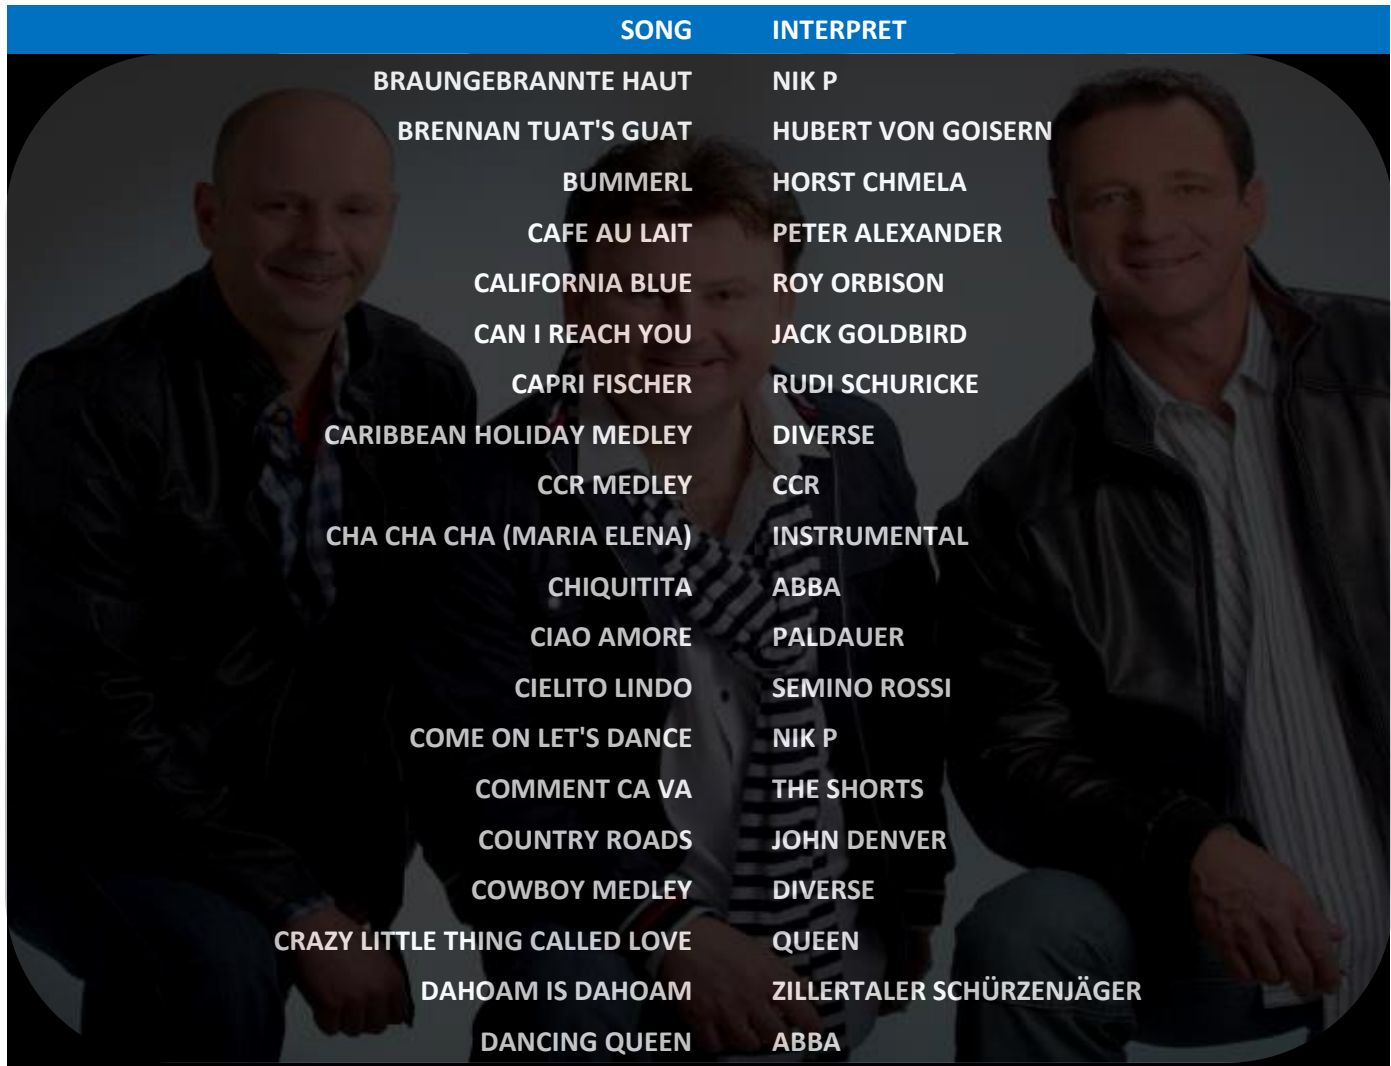 SONG INTERPRET
BRAUNGEBRANNTE HAUT NIK P
BRENNAN TUAT'S GUAT HUBERT VON GOISERN
BUMMERL HORST CHMELA
CAFE AU LAIT PETER ALEXANDER
CALIFORNIA BLUE ROY ORBISON
CAN I REACH YOU JACK GOLDBIRD
CAPRI FISCHER RUDI SCHURICKE
CARIBBEAN HOLIDAY MEDLEY DIVERSE
CCR MEDLEY CCR
CHA CHA CHA (MARIA ELENA) INSTRUMENTAL
CHIQUITITA ABBA
CIAO AMORE PALDAUER
CIELITO LINDO SEMINO ROSSI
COME ON LET'S DANCE NIK P
COMMENT CA VA THE SHORTS
COUNTRY ROADS JOHN DENVER
COWBOY MEDLEY DIVERSE
CRAZY LITTLE THING CALLED LOVE QUEEN
DAHOAM IS DAHOAM ZILLERTALER SCHÜRZENJÄGER
DANCING QUEEN ABBA